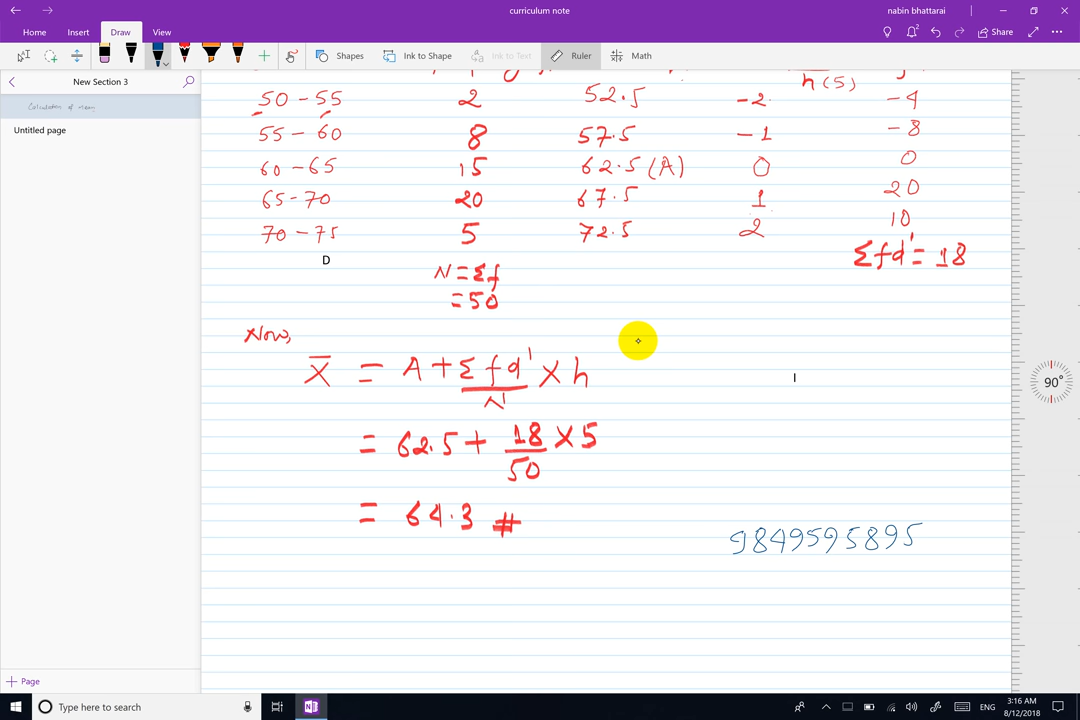 curriculum note
nabin bhattarai
Home Insert Draw View Share
Shapes Ink to Shape Ink to Text Ruler Math
New Section 3
Calculation of mean
Untitled page
h (5)
50 - 55 2 52.5 -2 -4
55 - 60 8 57.5 -1 -8
60 - 65 15 62.5 (A) 0 0
65 - 70 20 67.5 1 20
70 - 75 5 72.5 2 10
D
Σfd' = 18
N = Σf
= 50
Now,
X̄ = A + Σfd' / N × h
= 62.5 + 18 / 50 × 5
= 64.3 #
I
90°
9849595895
Page
Type here to search
ENG
3:16 AM
8/12/2018